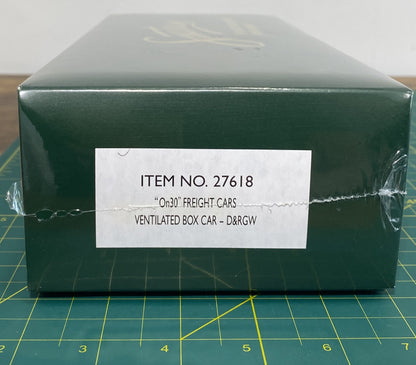 ITEM NO. 27618
"On30" FREIGHT CARS
VENTILATED BOX CAR – D&RGW
2
3
4
5
6
7